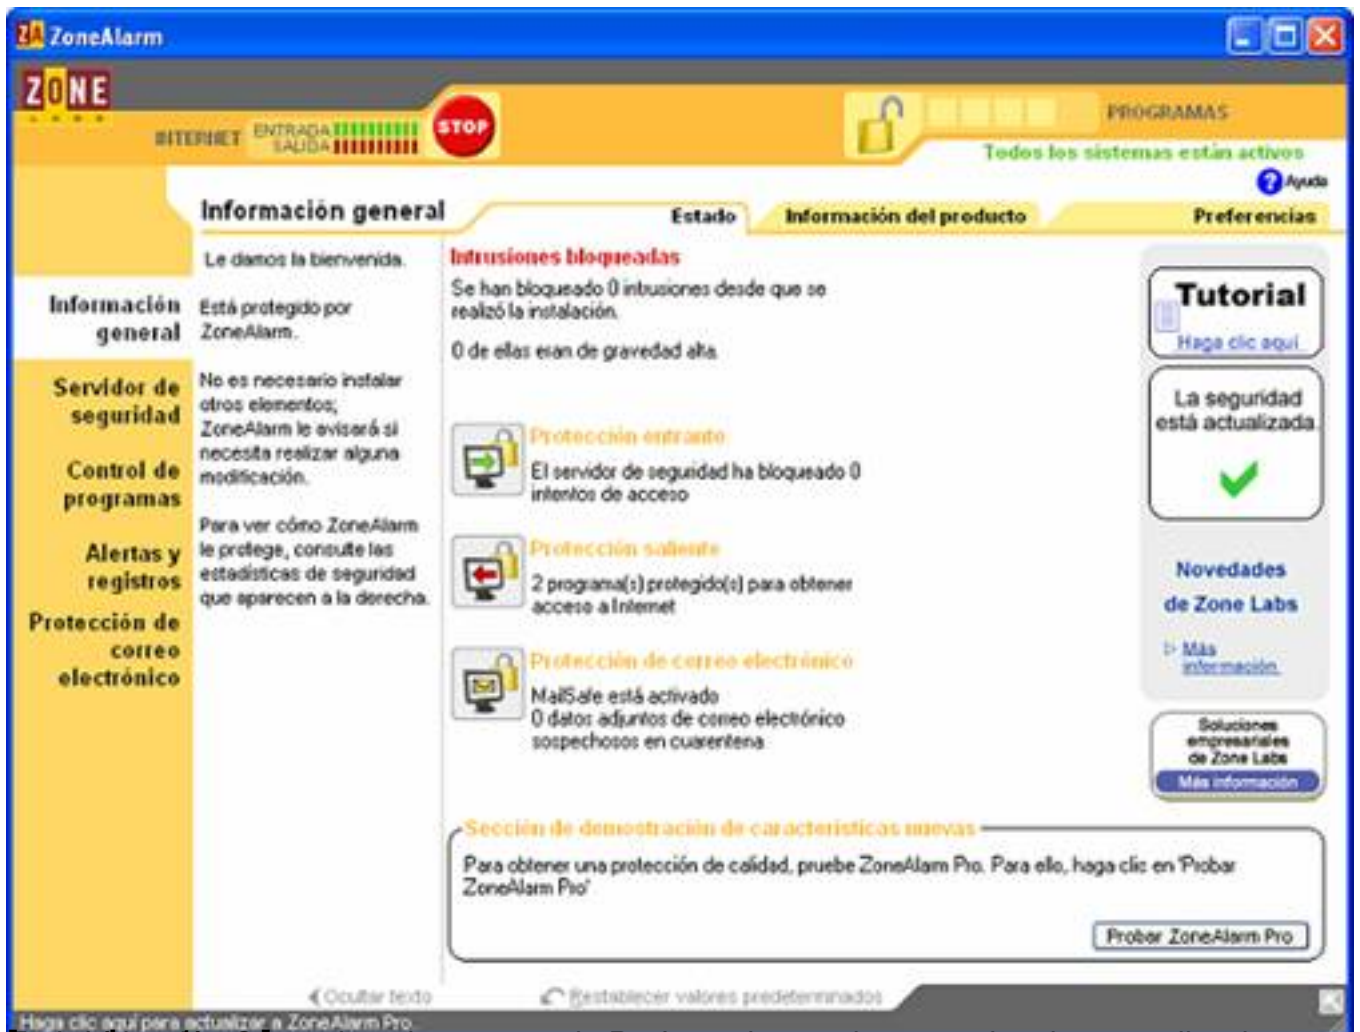 ZoneAlarm
ZONE
LABS
INTERNET
ENTRADA
SALIDA
STOP
PROGRAMAS
Todos los sistemas están activos
Ayuda
Información general
Estado
Información del producto
Preferencias
Información
general
Servidor de
seguridad
Control de
programas
Alertas y
registros
Protección de
correo
electrónico
Le damos la bienvenida.
Está protegido por
ZoneAlarm.
No es necesario instalar
otros elementos;
ZoneAlarm le avisará si
necesita realizar alguna
modificación.
Para ver cómo ZoneAlarm
le protege, consulte las
estadísticas de seguridad
que aparecen a la derecha.
Intrusiones bloqueadas
Se han bloqueado 0 intrusiones desde que se
realizó la instalación.
0 de ellas eran de gravedad alta.
Protección entrante
El servidor de seguridad ha bloqueado 0
intentos de acceso
Protección saliente
2 programa(s) protegido(s) para obtener
acceso a Internet
Protección de correo electrónico
MailSafe está activado
0 datos adjuntos de correo electrónico
sospechosos en cuarentena
Tutorial
Haga clic aquí
La seguridad
está actualizada.
Novedades
de Zone Labs
Más
información.
Soluciones
empresariales
de Zone Labs
Más información
Sección de demostración de características nuevas
Para obtener una protección de calidad, pruebe ZoneAlarm Pro. Para ello, haga clic en 'Probar
ZoneAlarm Pro'
Probar ZoneAlarm Pro
Ocultar texto
Restablecer valores predeterminados
Haga clic aquí para actualizar a ZoneAlarm Pro.